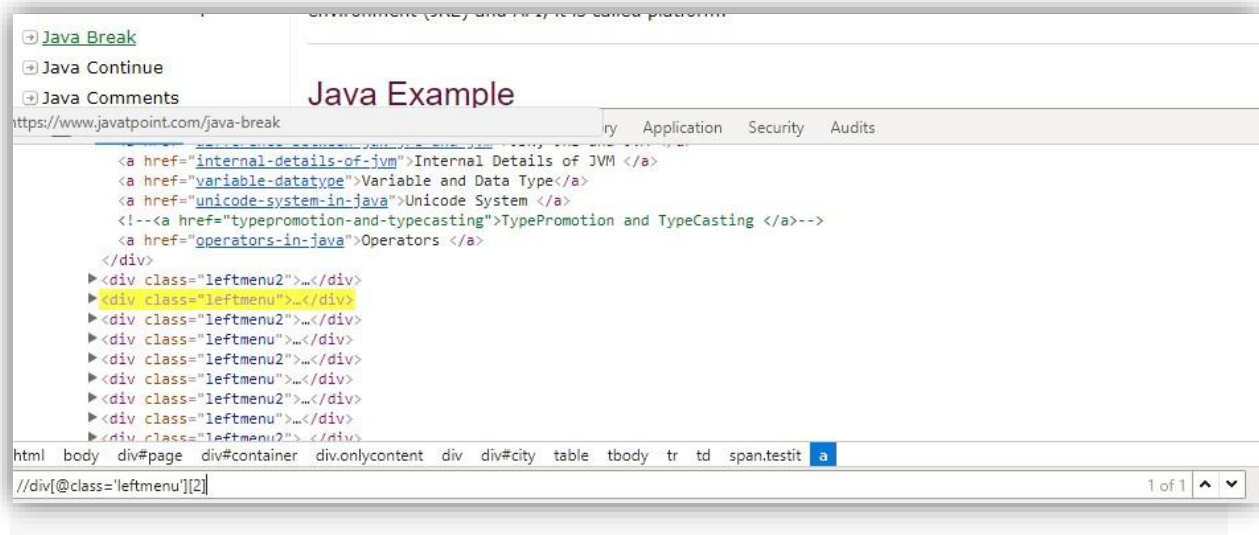 Java Break
Java Continue
Java Comments
Java Example
https://www.javatpoint.com/java-break
ry Application Security Audits
<a href="internal-details-of-jvm">Internal Details of JVM </a>
<a href="variable-datatype">Variable and Data Type</a>
<a href="unicode-system-in-java">Unicode System </a>
<!--<a href="typepromotion-and-typecasting">TypePromotion and TypeCasting </a>-->
<a href="operators-in-java">Operators </a>
</div>
<div class="leftmenu2">…</div>
<div class="leftmenu">…</div>
<div class="leftmenu2">…</div>
<div class="leftmenu">…</div>
<div class="leftmenu2">…</div>
<div class="leftmenu">…</div>
<div class="leftmenu2">…</div>
<div class="leftmenu">…</div>
<div class="leftmenu2">…</div>
html body div#page div#container div.onlycontent div div#city table tbody tr td span.testit a
//div[@class='leftmenu'][2]
1 of 1